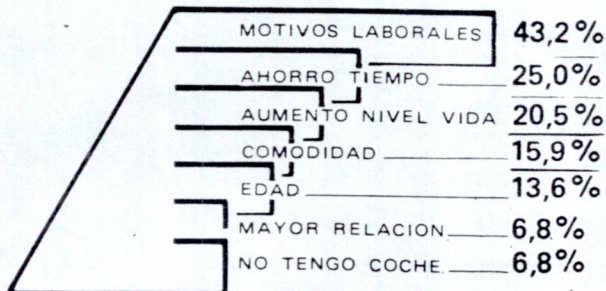 MOTIVOS LABORALES 43,2%
AHORRO TIEMPO 25,0%
AUMENTO NIVEL VIDA 20,5%
COMODIDAD 15,9%
EDAD 13,6%
MAYOR RELACION 6,8%
NO TENGO COCHE 6,8%